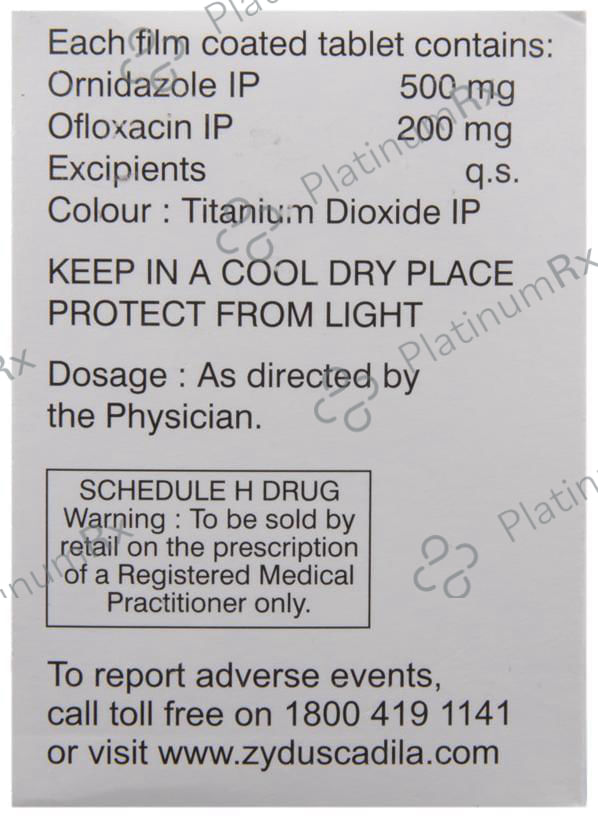 Each film coated tablet contains:
Ornidazole IP 500 mg
Ofloxacin IP 200 mg
Excipients q.s.
Colour : Titanium Dioxide IP
KEEP IN A COOL DRY PLACE
PROTECT FROM LIGHT
Dosage : As directed by
the Physician.
SCHEDULE H DRUG
Warning : To be sold by
retail on the prescription
of a Registered Medical
Practitioner only.
To report adverse events,
call toll free on 1800 419 1141
or visit www.zyduscadila.com
PlatinumRx
PlatinumRx